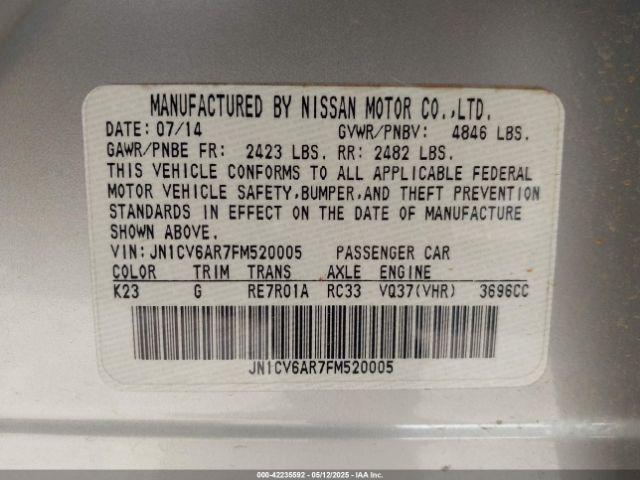 MANUFACTURED BY NISSAN MOTOR CO.,LTD.
DATE: 07/14 GVWR/PNBV: 4846 LBS.
GAWR/PNBE FR: 2423 LBS. RR: 2482 LBS.
THIS VEHICLE CONFORMS TO ALL APPLICABLE FEDERAL
MOTOR VEHICLE SAFETY,BUMPER,AND THEFT PREVENTION
STANDARDS IN EFFECT ON THE DATE OF MANUFACTURE
SHOWN ABOVE.
VIN:JN1CV6AR7FM520005 PASSENGER CAR
COLOR TRIM TRANS AXLE ENGINE
K23 G RE7R01A RC33 VQ37(VHR) 3696CC
JN1CV6AR7FM520005
000-42235592 - 05/12/2025 - IAA Inc.